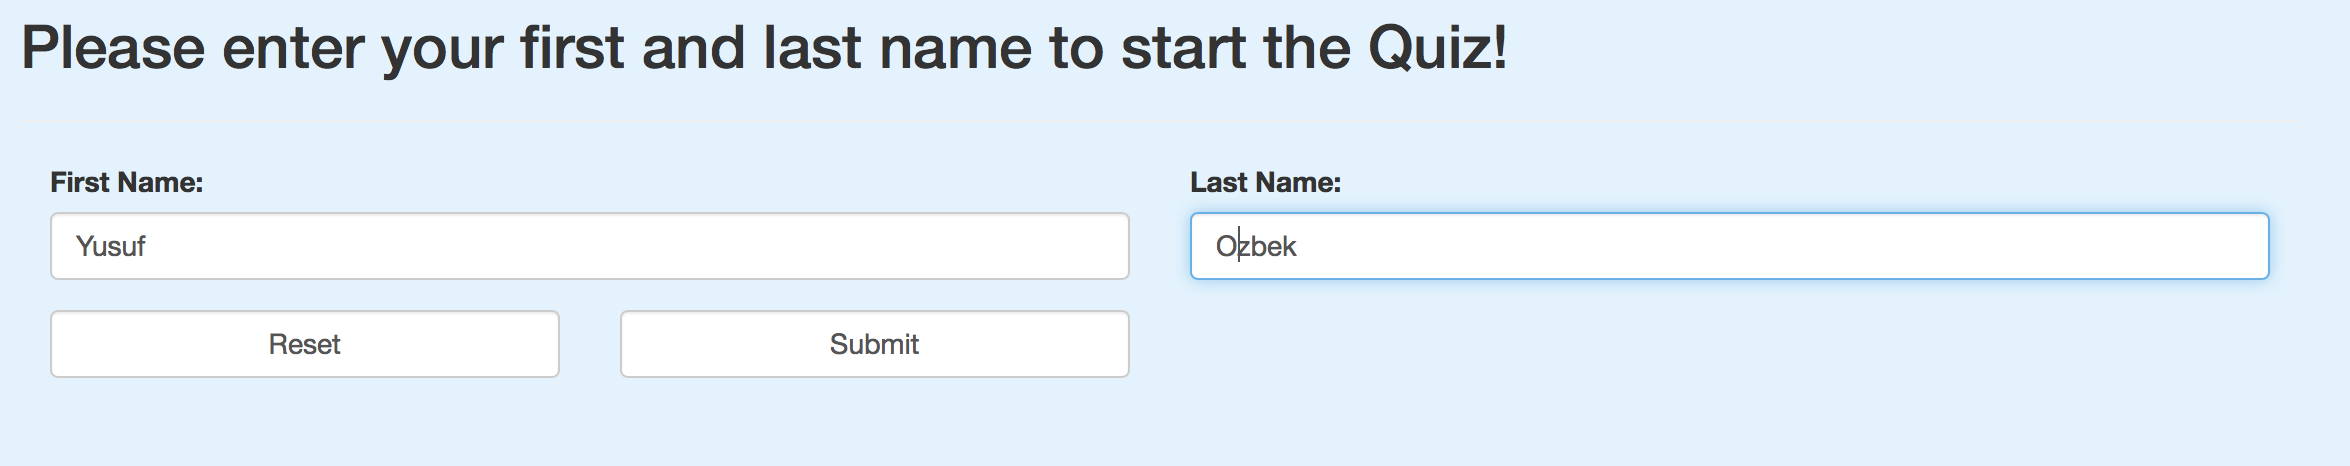 Please enter your first and last name to start the Quiz!
First Name:
Last Name:
Yusuf
Ozbek
Reset
Submit